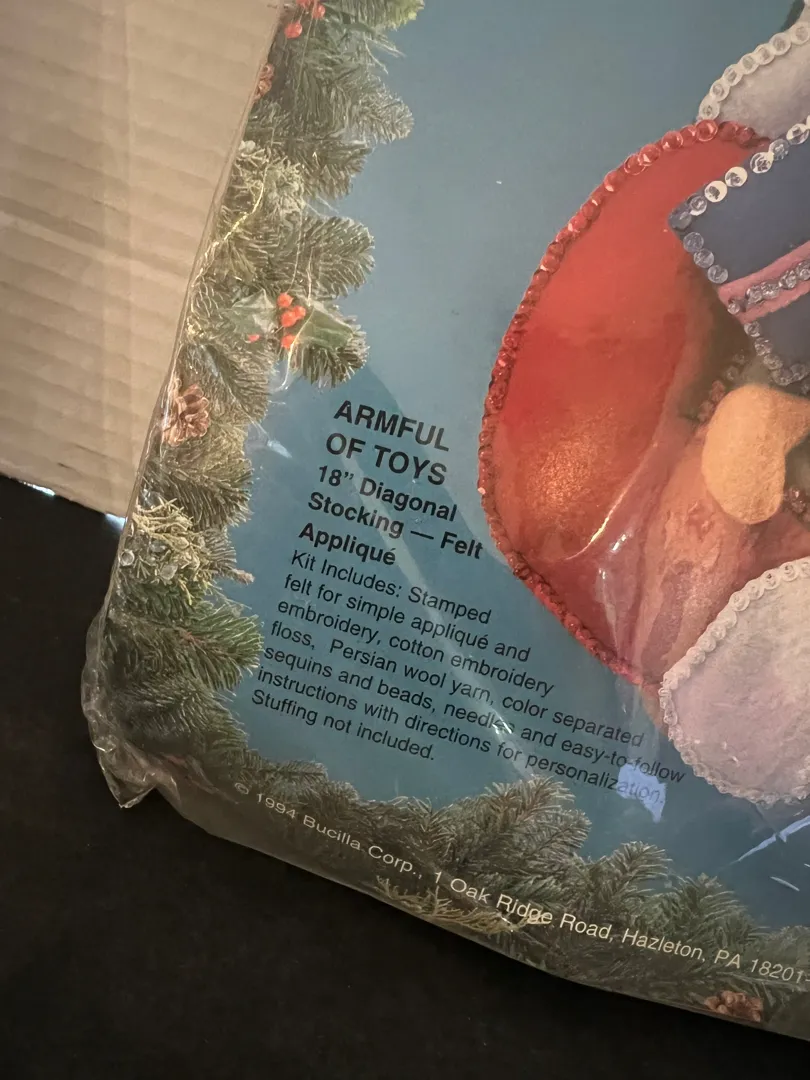 ARMFUL
OF TOYS
18" Diagonal
Stocking — Felt
Appliqué
Kit Includes: Stamped
felt for simple appliqué and
embroidery, cotton embroidery
floss, Persian wool yarn, color separated
sequins and beads, needles and easy-to-follow
instructions with directions for personalization.
Stuffing not included.
© 1994 Bucilla Corp., 1 Oak Ridge Road, Hazleton, PA 18201-